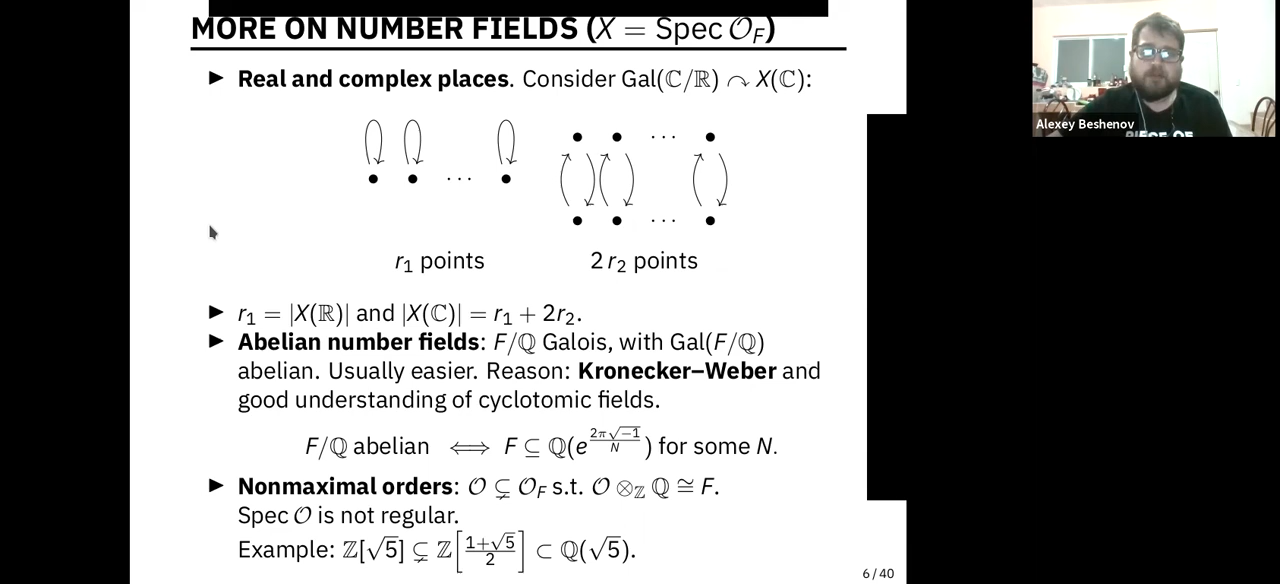 MORE ON NUMBER FIELDS (X = Spec 𝒪_F)
► Real and complex places. Consider Gal(ℂ/ℝ) ↷ X(ℂ):
• • ⋯ •
• • ⋯ •
• • ⋯ •
r₁ points 2 r₂ points
► r₁ = |X(ℝ)| and |X(ℂ)| = r₁ + 2r₂.
► Abelian number fields: F/ℚ Galois, with Gal(F/ℚ)
abelian. Usually easier. Reason: Kronecker–Weber and
good understanding of cyclotomic fields.
F/ℚ abelian ⟺ F ⊆ ℚ(e^{2π√−1/N}) for some N.
► Nonmaximal orders: 𝒪 ⊊ 𝒪_F s.t. 𝒪 ⊗_ℤ ℚ ≅ F.
Spec 𝒪 is not regular.
Example: ℤ[√5] ⊊ ℤ[(1+√5)/2] ⊂ ℚ(√5).
6 / 40
Alexey Beshenov